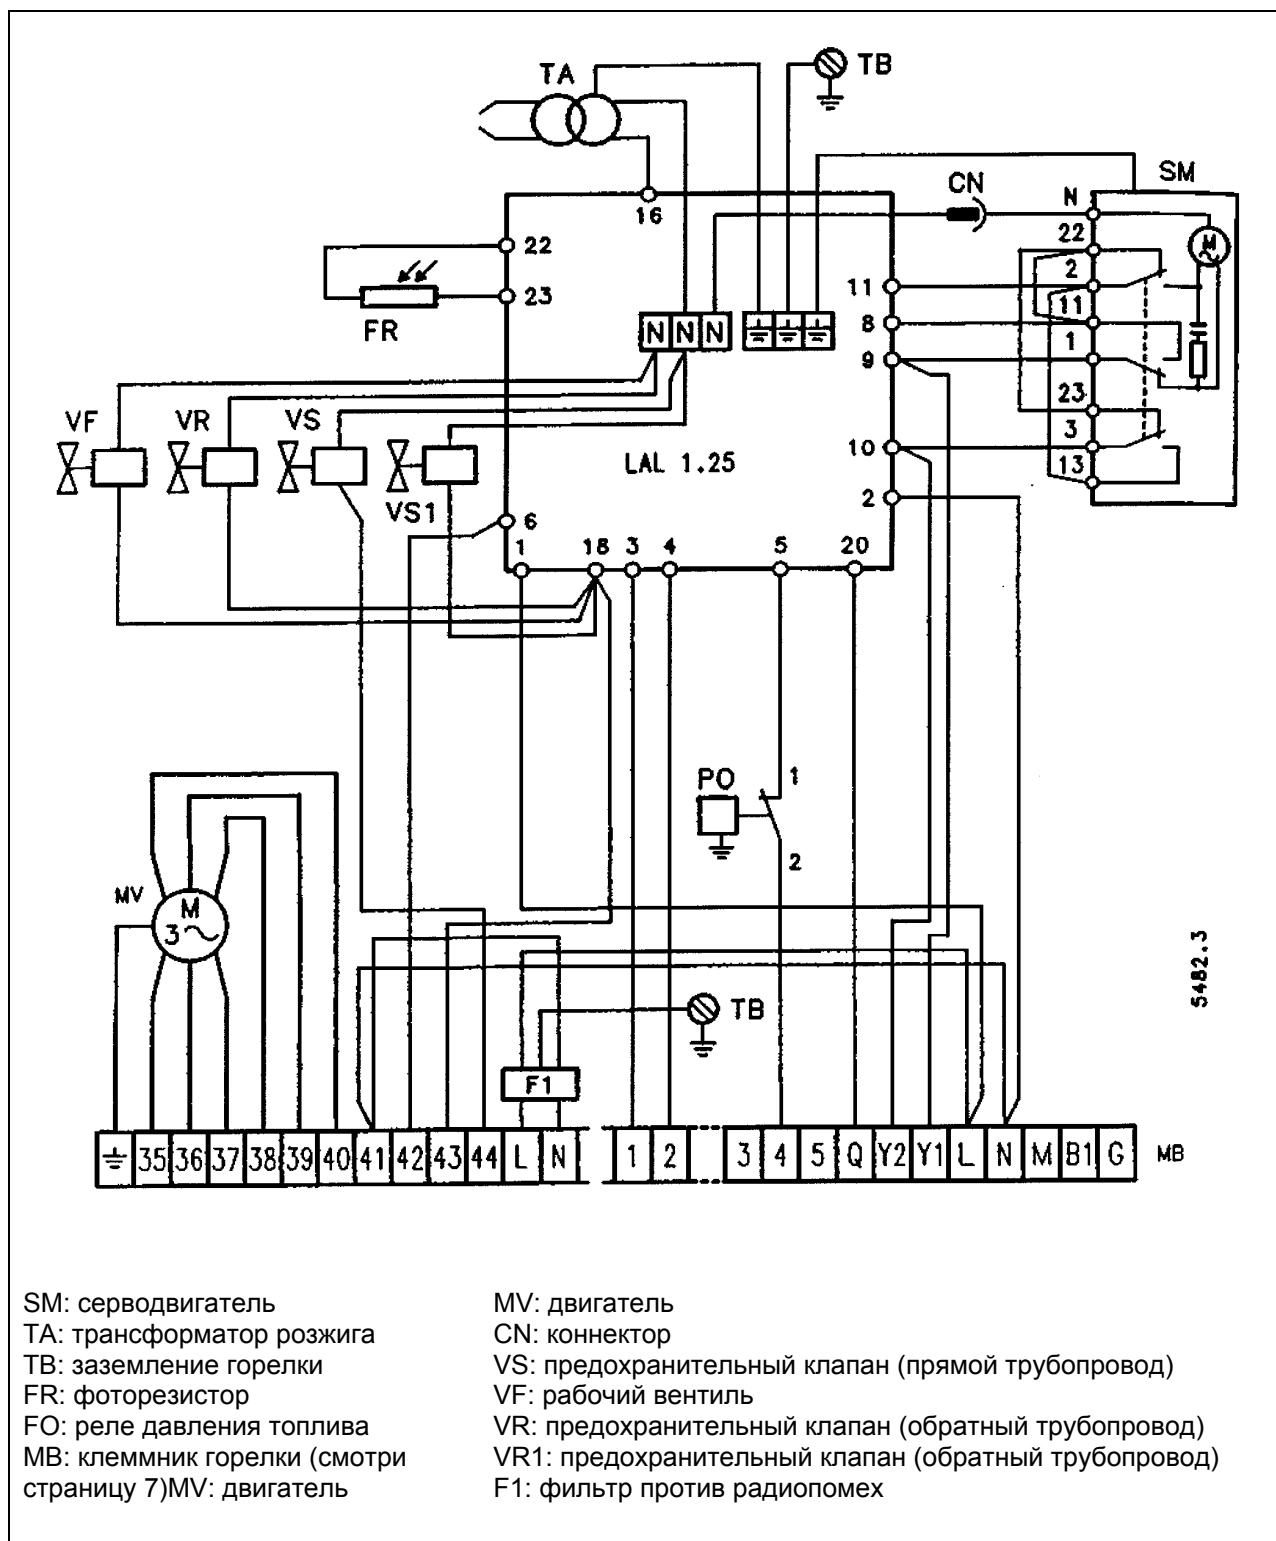 TA
TB
SM
CN
N
16
22
22
2
23
11
11
FR
N N N
8
1
9
VF
VR
VS
23
3
10
LAL 1.25
13
VS1
2
6
1
18
3
4
5
20
PO
1
2
MV
M
3
M
5482.3
TB
F1
35 36 37 38 39 40 41 42 43 44 L N
1 2
3 4 5 Q Y2 Y1 L N M B1 G
MB
SM: серводвигатель
TA: трансформатор розжига
TB: заземление горелки
FR: фоторезистор
FO: реле давления топлива
MB: клеммник горелки (смотри
страницу 7)MV: двигатель
MV: двигатель
CN: коннектор
VS: предохранительный клапан (прямой трубопровод)
VF: рабочий вентиль
VR: предохранительный клапан (обратный трубопровод)
VR1: предохранительный клапан (обратный трубопровод)
F1: фильтр против радиопомех